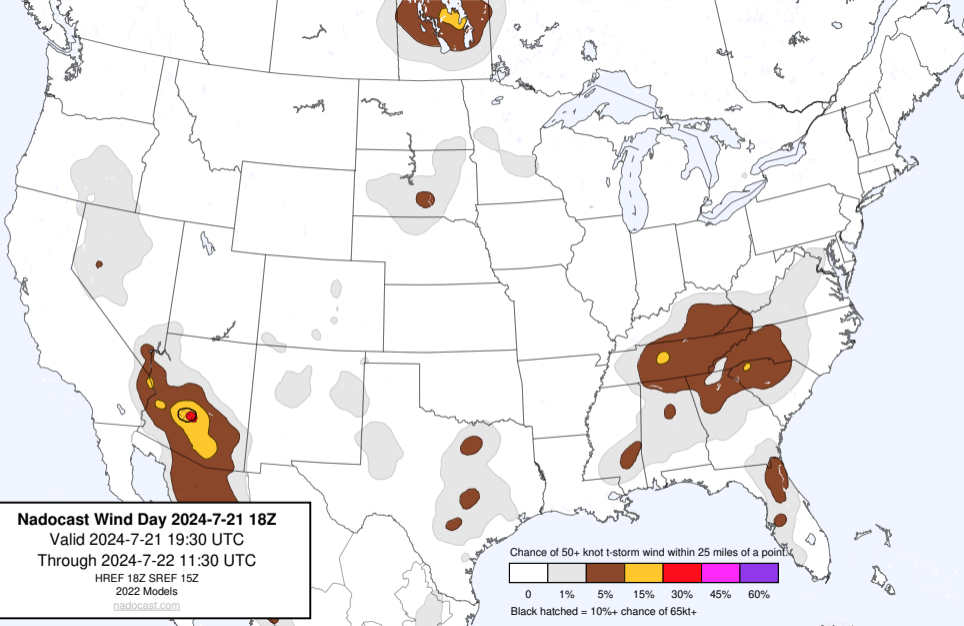 Nadocast Wind Day 2024-7-21 18Z
Valid 2024-7-21 19:30 UTC
Through 2024-7-22 11:30 UTC
HREF 18Z SREF 15Z
2022 Models
nadocast.com
Chance of 50+ knot t-storm wind within 25 miles of a point.
0 1% 5% 15% 30% 45% 60%
Black hatched = 10%+ chance of 65kt+